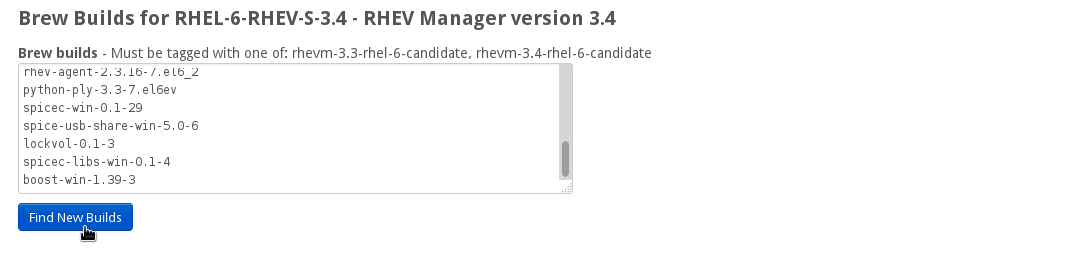 Brew Builds for RHEL-6-RHEV-S-3.4 - RHEV Manager version 3.4
Brew builds - Must be tagged with one of: rhevm-3.3-rhel-6-candidate, rhevm-3.4-rhel-6-candidate
rhev-agent-2.3.16-7.el6_2
python-ply-3.3-7.el6ev
spicec-win-0.1-29
spice-usb-share-win-5.0-6
lockvol-0.1-3
spicec-libs-win-0.1-4
boost-win-1.39-3
Find New Builds